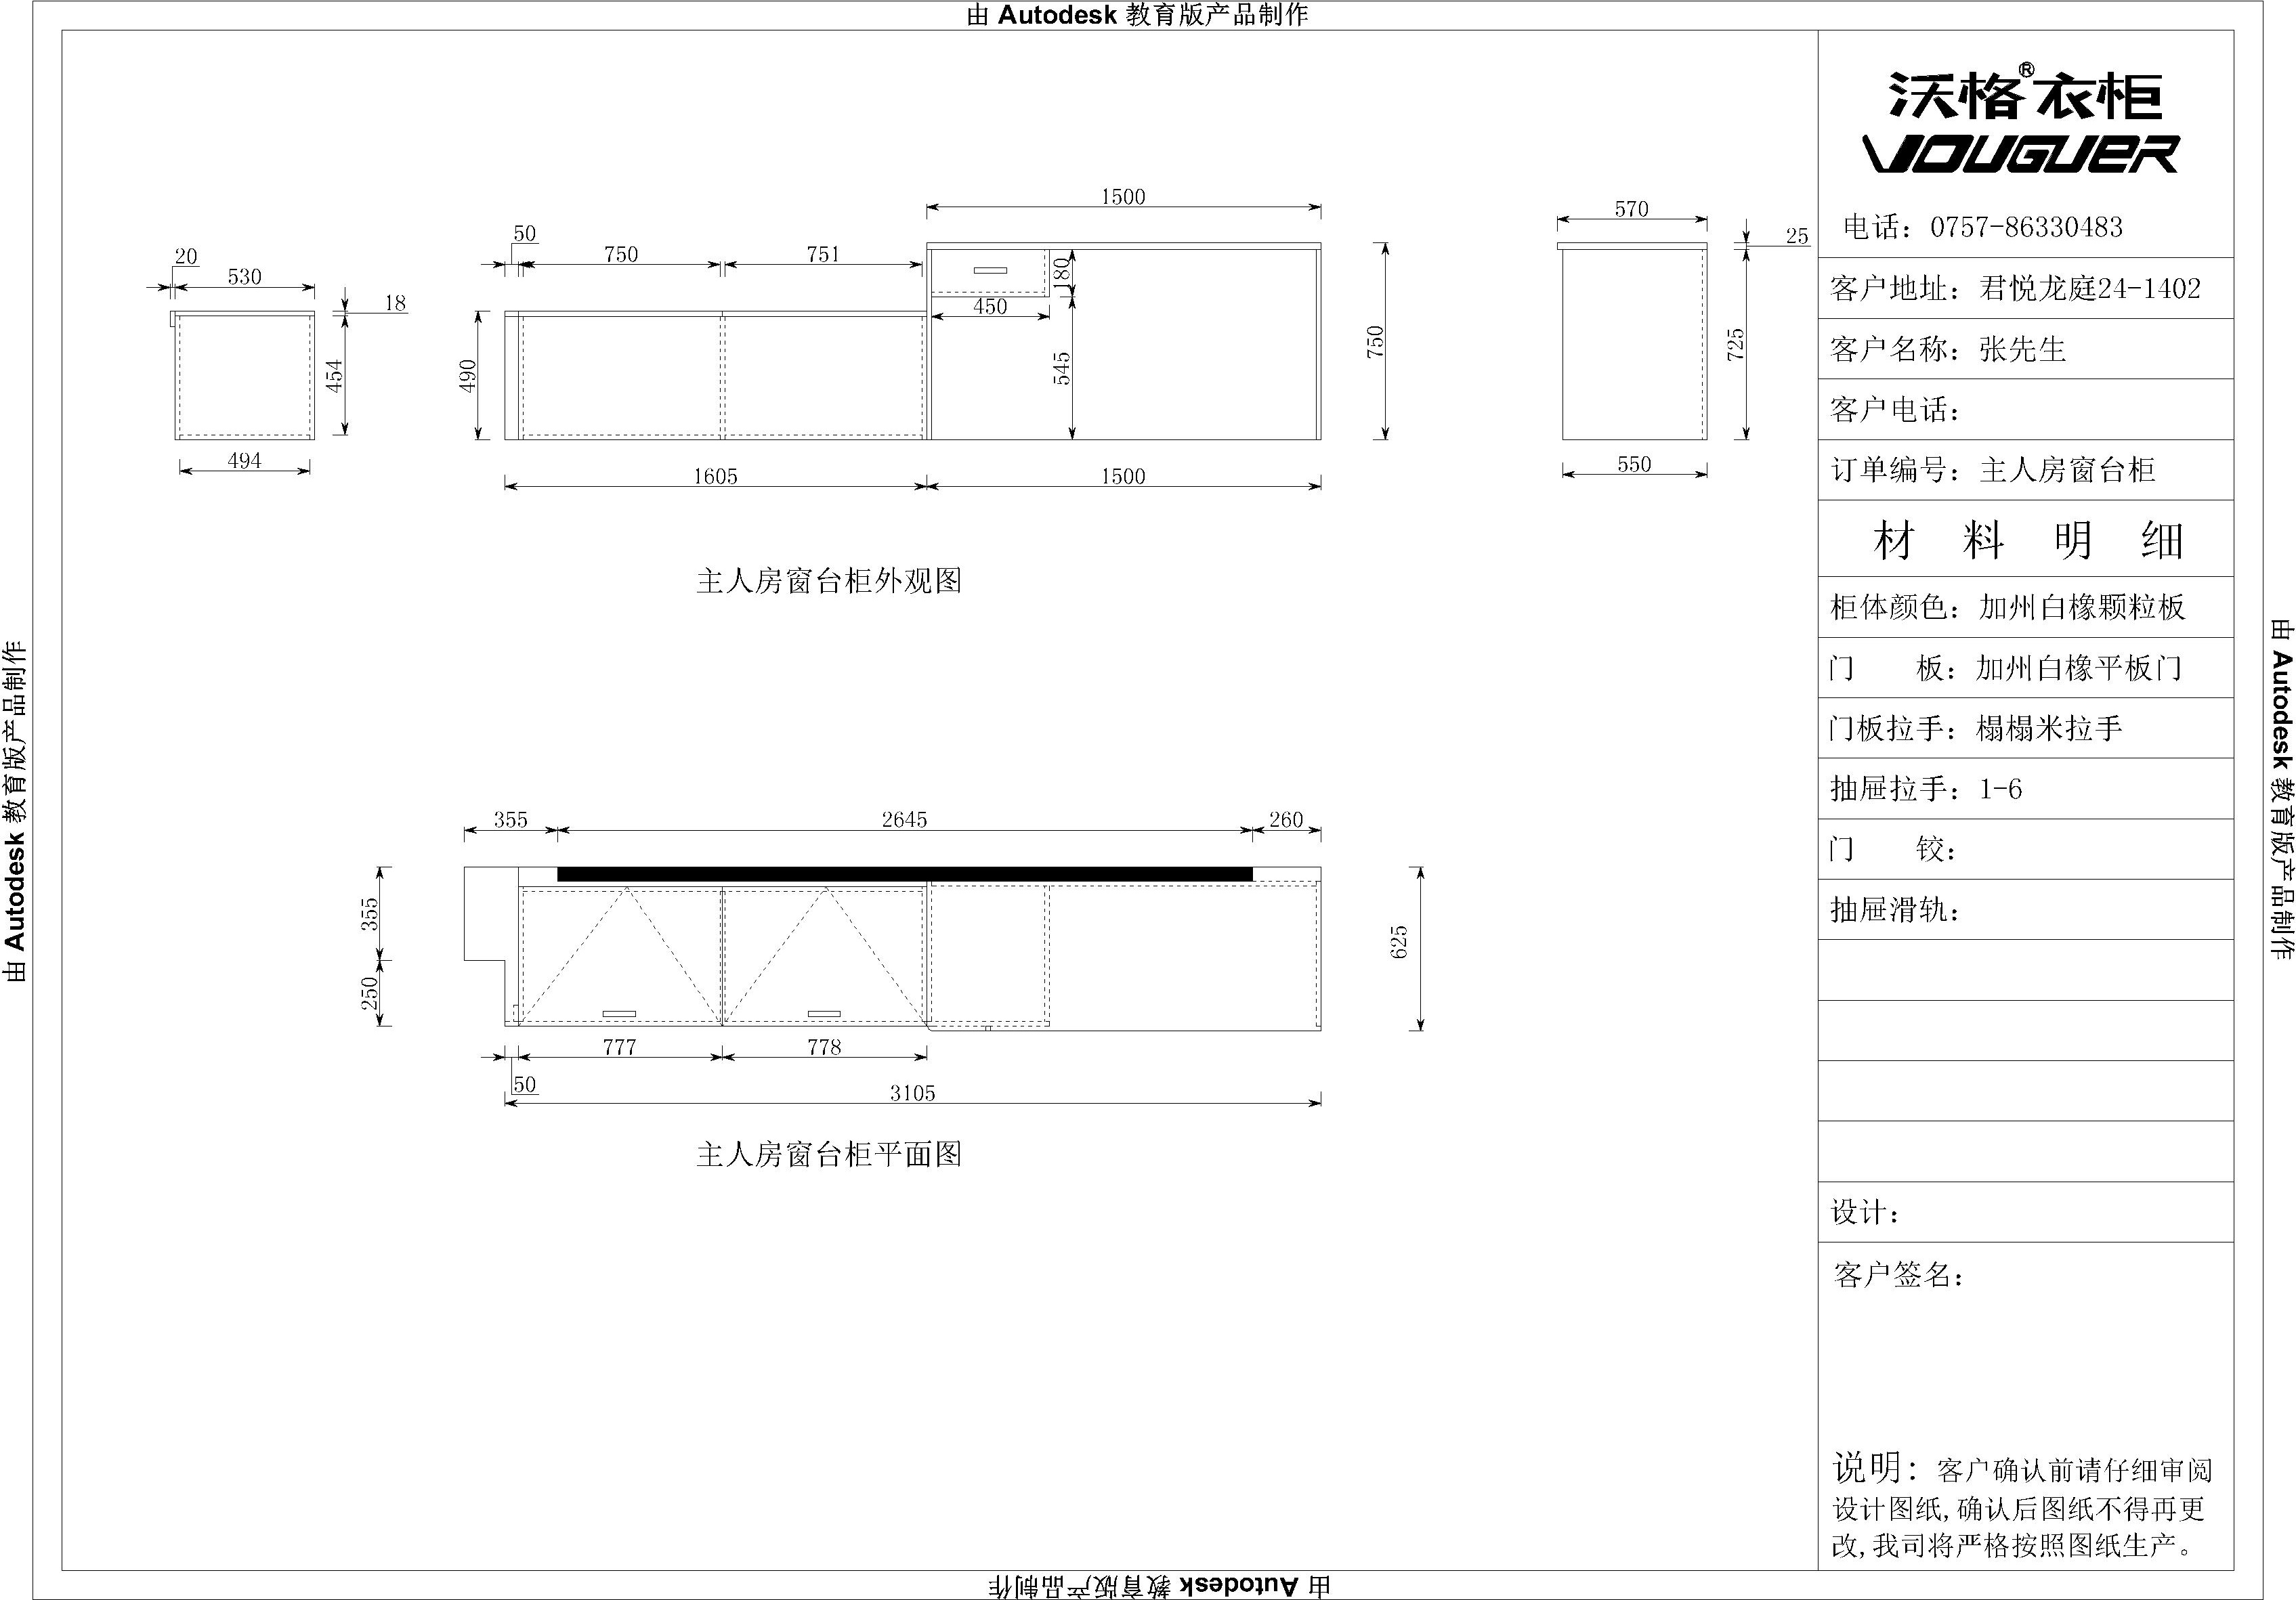 由 Autodesk 教育版产品制作
沃格®衣柜
VOUGUER
电话：0757-86330483
客户地址：君悦龙庭24-1402
客户名称：张先生
客户电话：
订单编号：主人房窗台柜
材 料 明 细
柜体颜色：加州白橡颗粒板
门 板：加州白橡平板门
门板拉手：榻榻米拉手
抽屉拉手：1-6
门 铰：
抽屉滑轨：
设计：
客户签名：
说明：客户确认前请仔细审阅
设计图纸,确认后图纸不得再更
改,我司将严格按照图纸生产。
20
530
18
454
494
50
750
751
1500
180
450
545
490
750
1605
1500
570
25
725
550
主人房窗台柜外观图
355
2645
260
355
250
625
777
778
50
3105
主人房窗台柜平面图
由 Autodesk 教育版产品制作
由 Autodesk 教育版产品制作
由 Autodesk 教育版产品制作